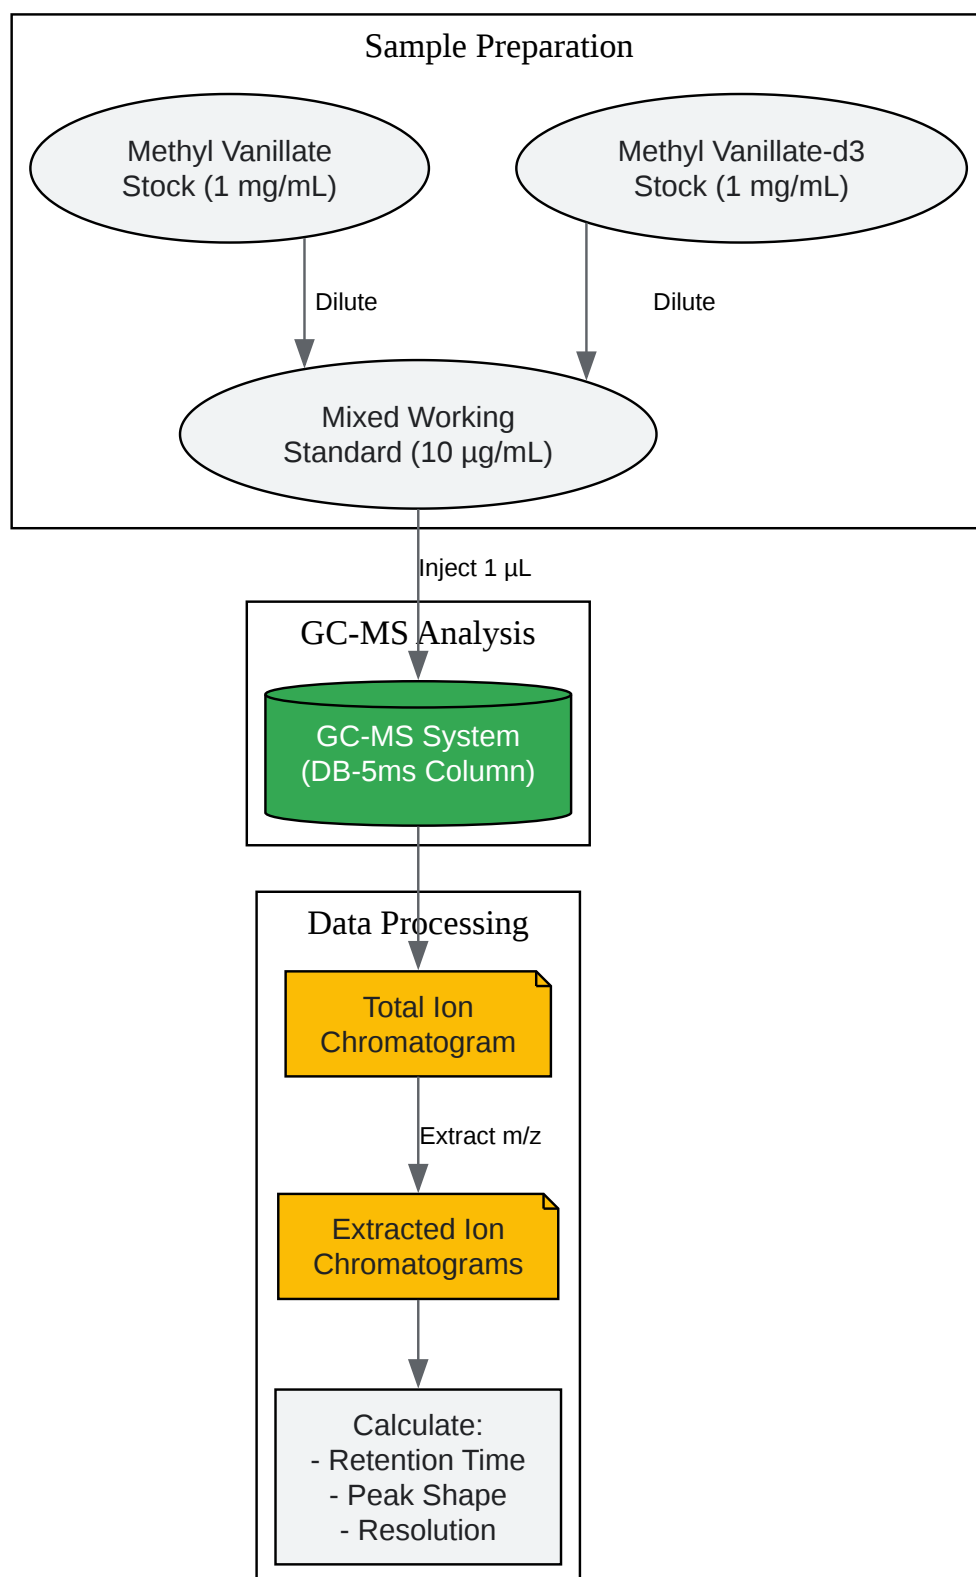 Sample Preparation
Methyl Vanillate
Stock (1 mg/mL)
Methyl Vanillate-d3
Stock (1 mg/mL)
Dilute
Dilute
Mixed Working
Standard (10 µg/mL)
Inject 1 µL
GC-MS Analysis
GC-MS System
(DB-5ms Column)
Data Processing
Total Ion
Chromatogram
Extract m/z
Extracted Ion
Chromatograms
Calculate:
- Retention Time
- Peak Shape
- Resolution